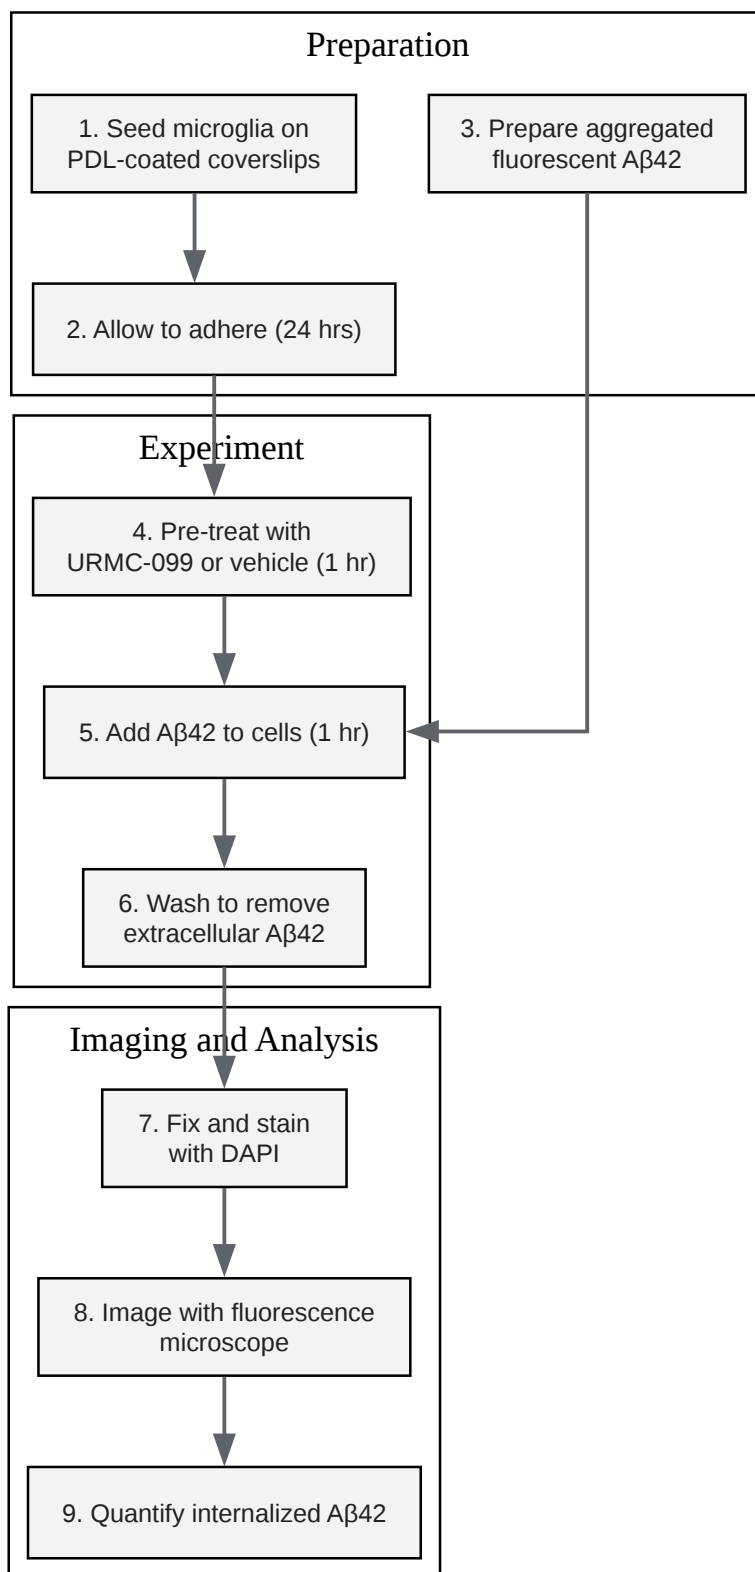 Preparation
1. Seed microglia on
PDL-coated coverslips
3. Prepare aggregated
fluorescent Aβ42
2. Allow to adhere (24 hrs)
Experiment
4. Pre-treat with
URMC-099 or vehicle (1 hr)
5. Add Aβ42 to cells (1 hr)
6. Wash to remove
extracellular Aβ42
Imaging and Analysis
7. Fix and stain
with DAPI
8. Image with fluorescence
microscope
9. Quantify internalized Aβ42